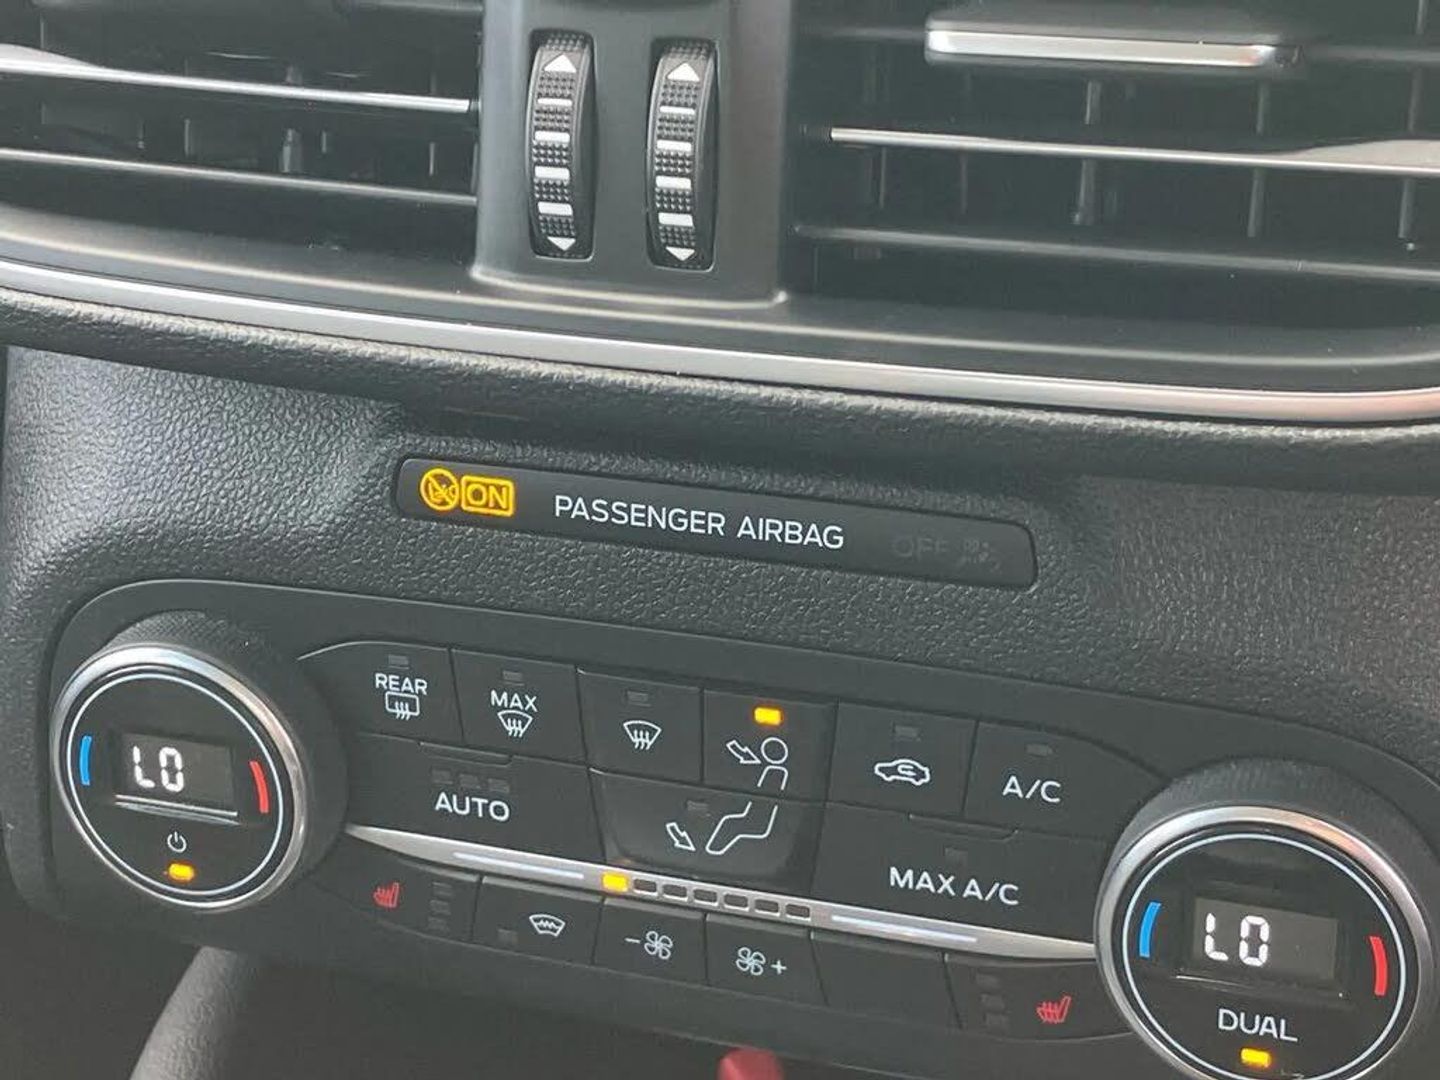 ON PASSENGER AIRBAG OFF
REAR
MAX
A/C
AUTO
MAX A/C
LO
LO
DUAL